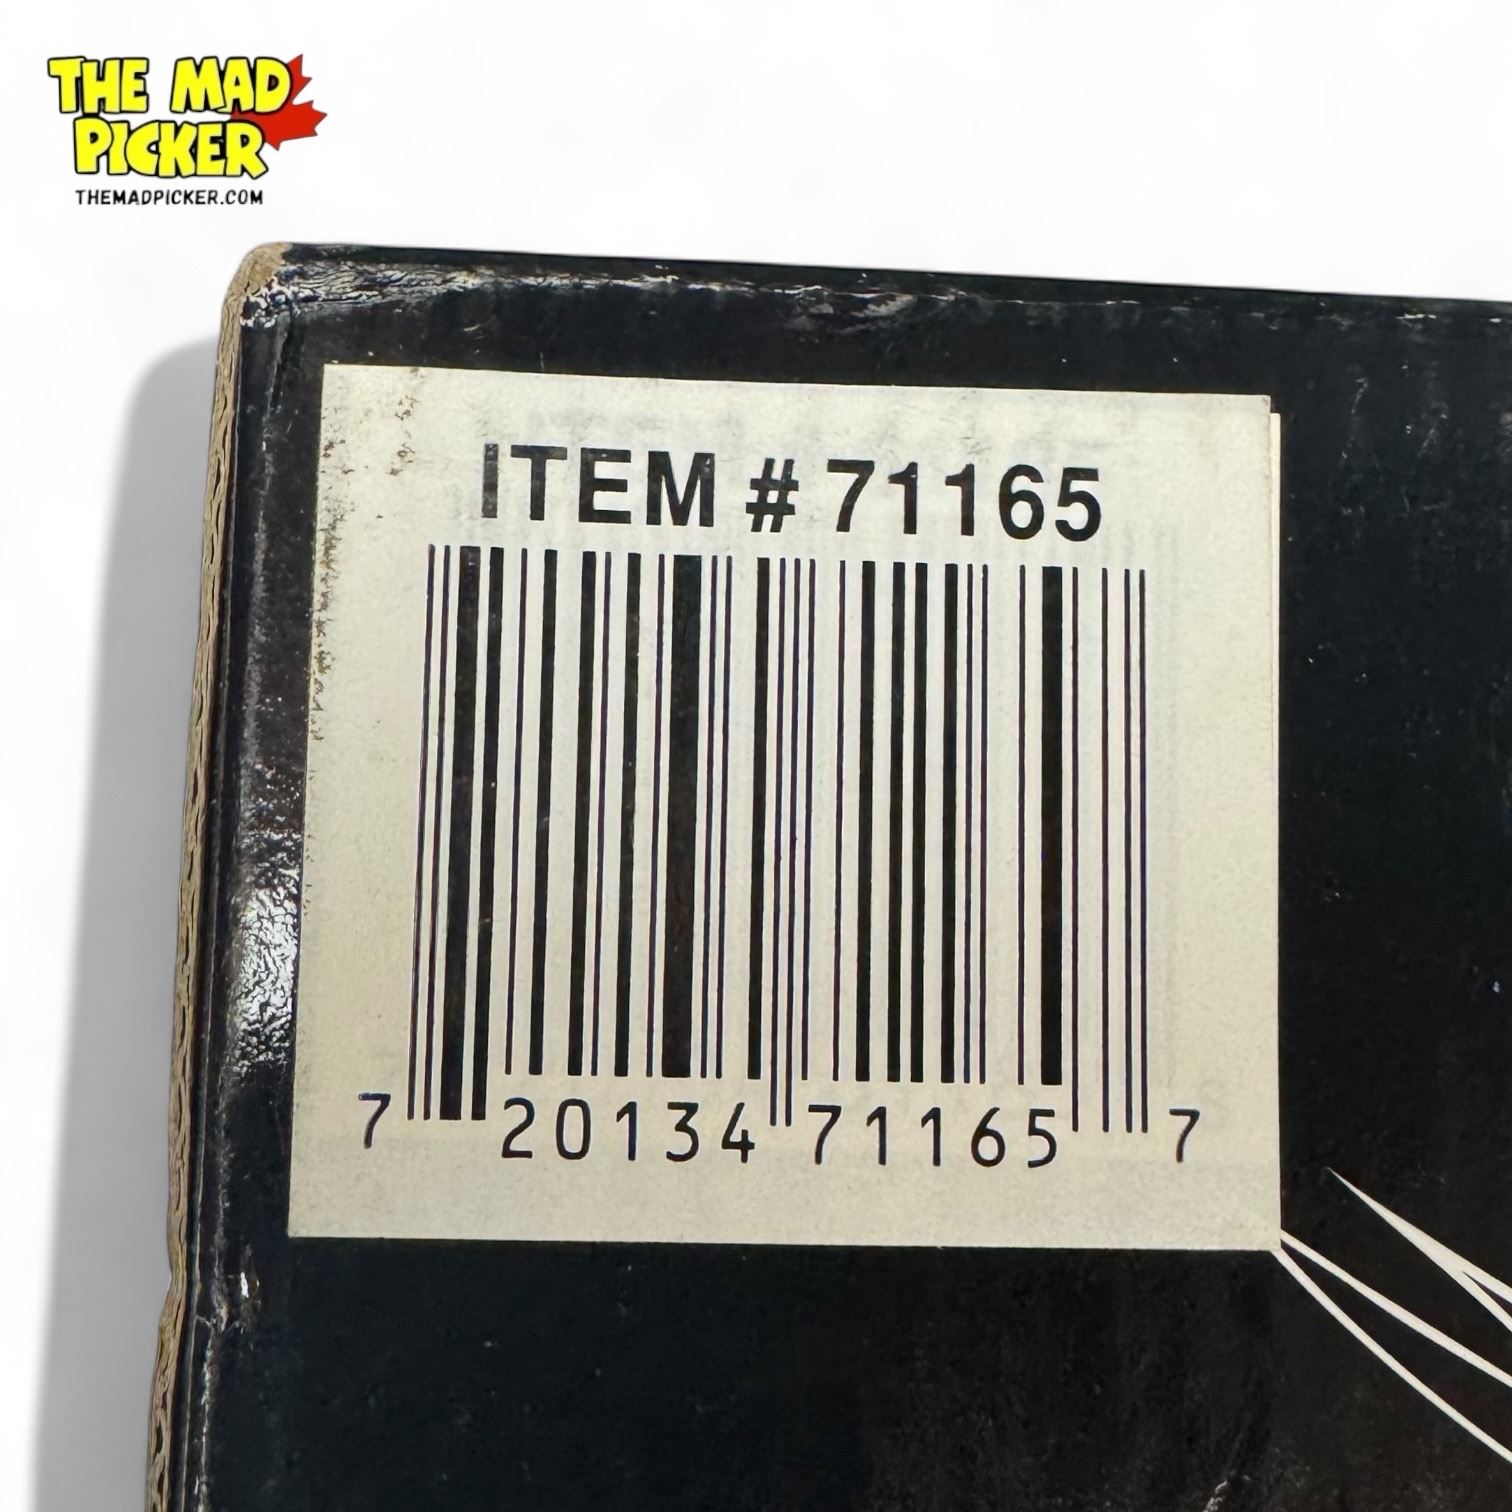 THE MAD
PICKER
THEMADPICKER.COM
ITEM # 71165
7 20134 71165 7